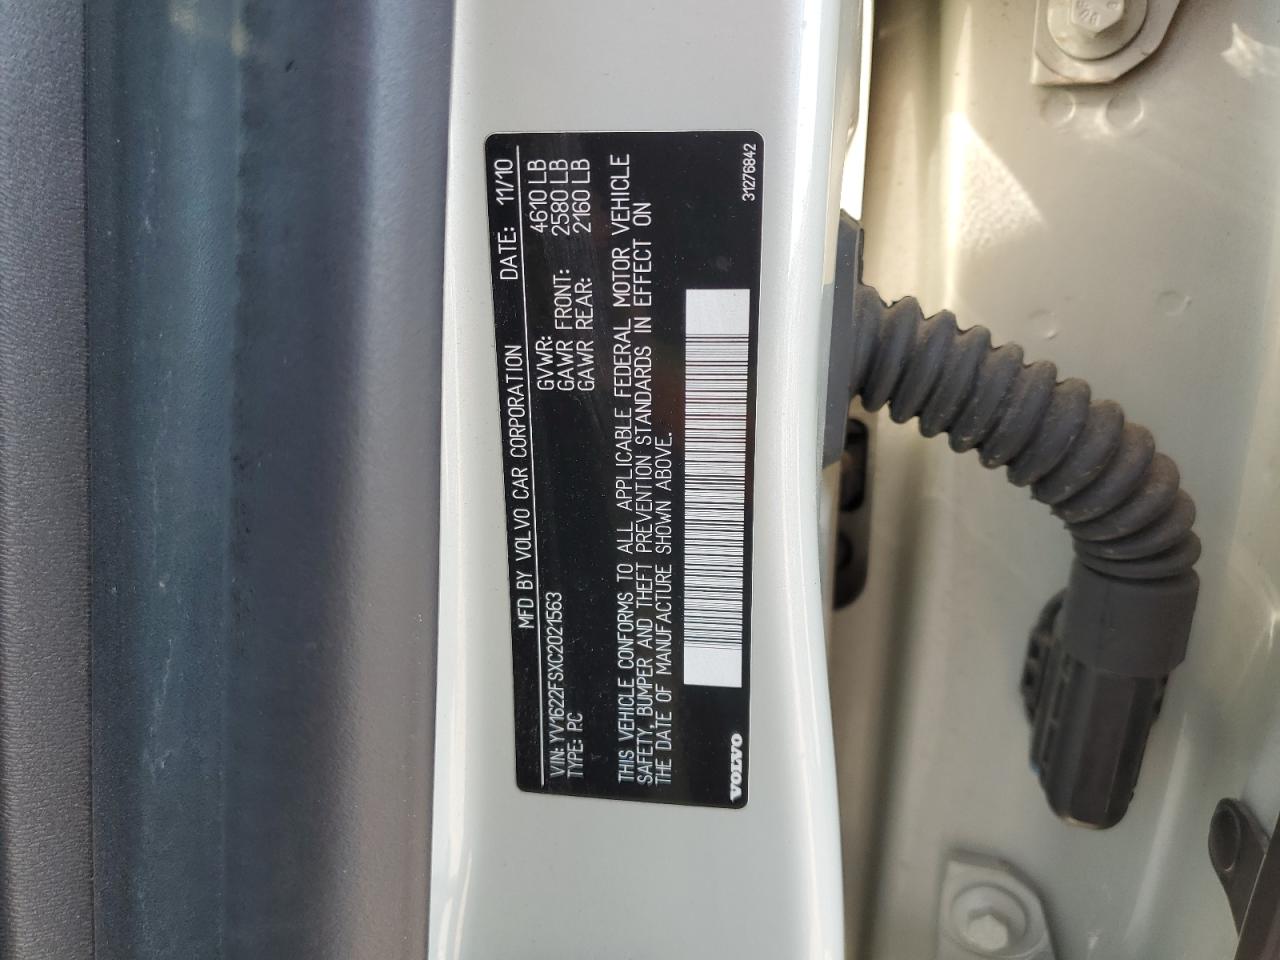 MFD BY VOLVO CAR CORPORATION DATE: 11/10
VIN: YV1622FSXC2021563 GVWR: 4610 LB
TYPE: PC GAWR FRONT: 2580 LB
GAWR REAR: 2160 LB
THIS VEHICLE CONFORMS TO ALL APPLICABLE FEDERAL MOTOR VEHICLE
SAFETY, BUMPER AND THEFT PREVENTION STANDARDS IN EFFECT ON
THE DATE OF MANUFACTURE SHOWN ABOVE.
VOLVO 31276842